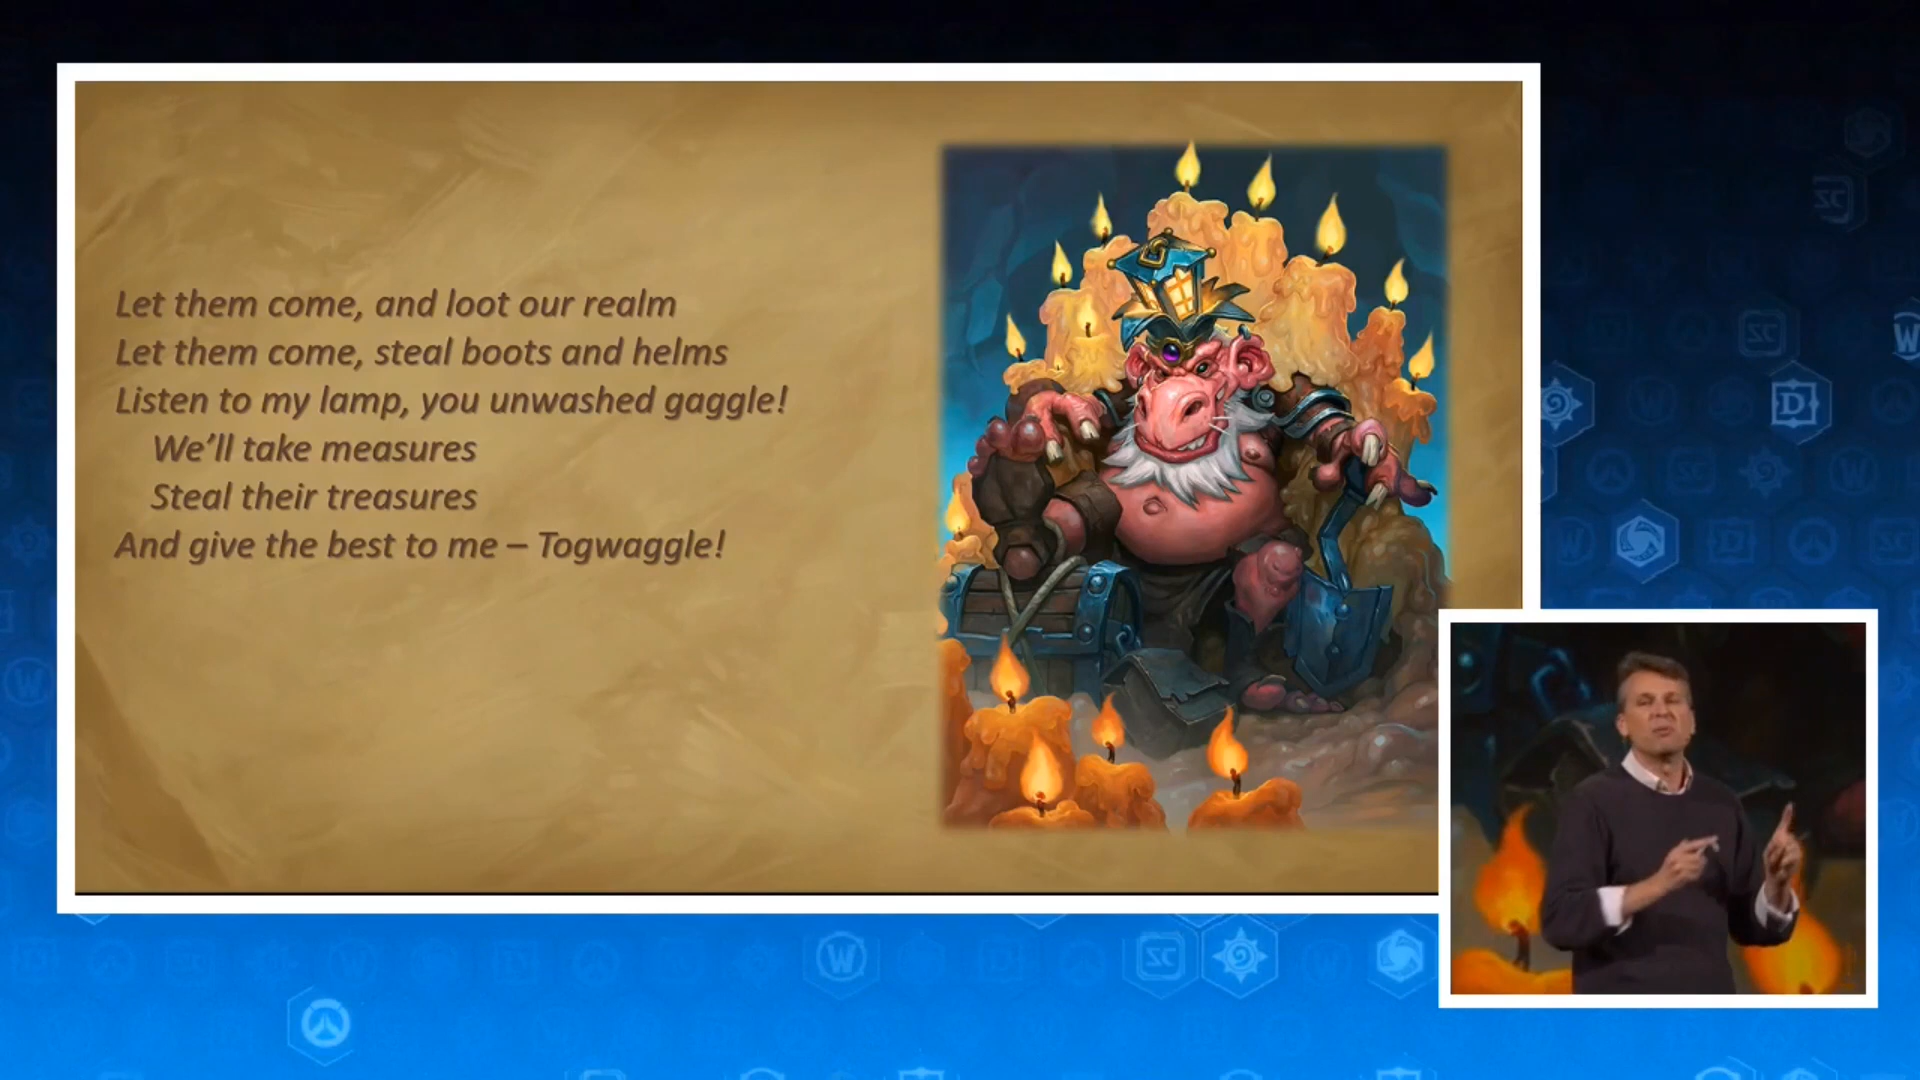 Let them come, and loot our realm
Let them come, steal boots and helms
Listen to my lamp, you unwashed gaggle!
We’ll take measures
Steal their treasures
And give the best to me – Togwaggle!